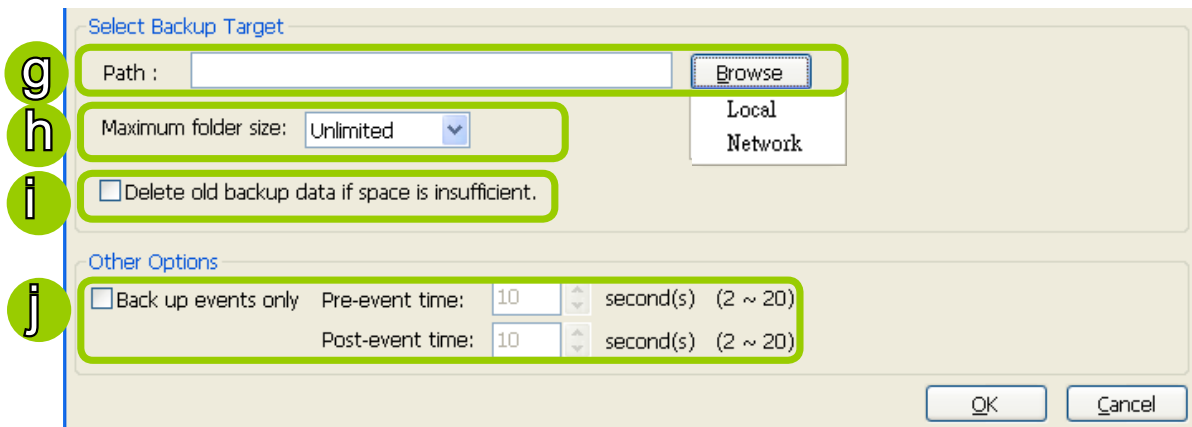 Select Backup Target
g Path : Browse
Local
h Maximum folder size: Unlimited
Network
i Delete old backup data if space is insufficient.
Other Options
j Back up events only Pre-event time: 10 second(s) (2 ~ 20)
Post-event time: 10 second(s) (2 ~ 20)
OK Cancel